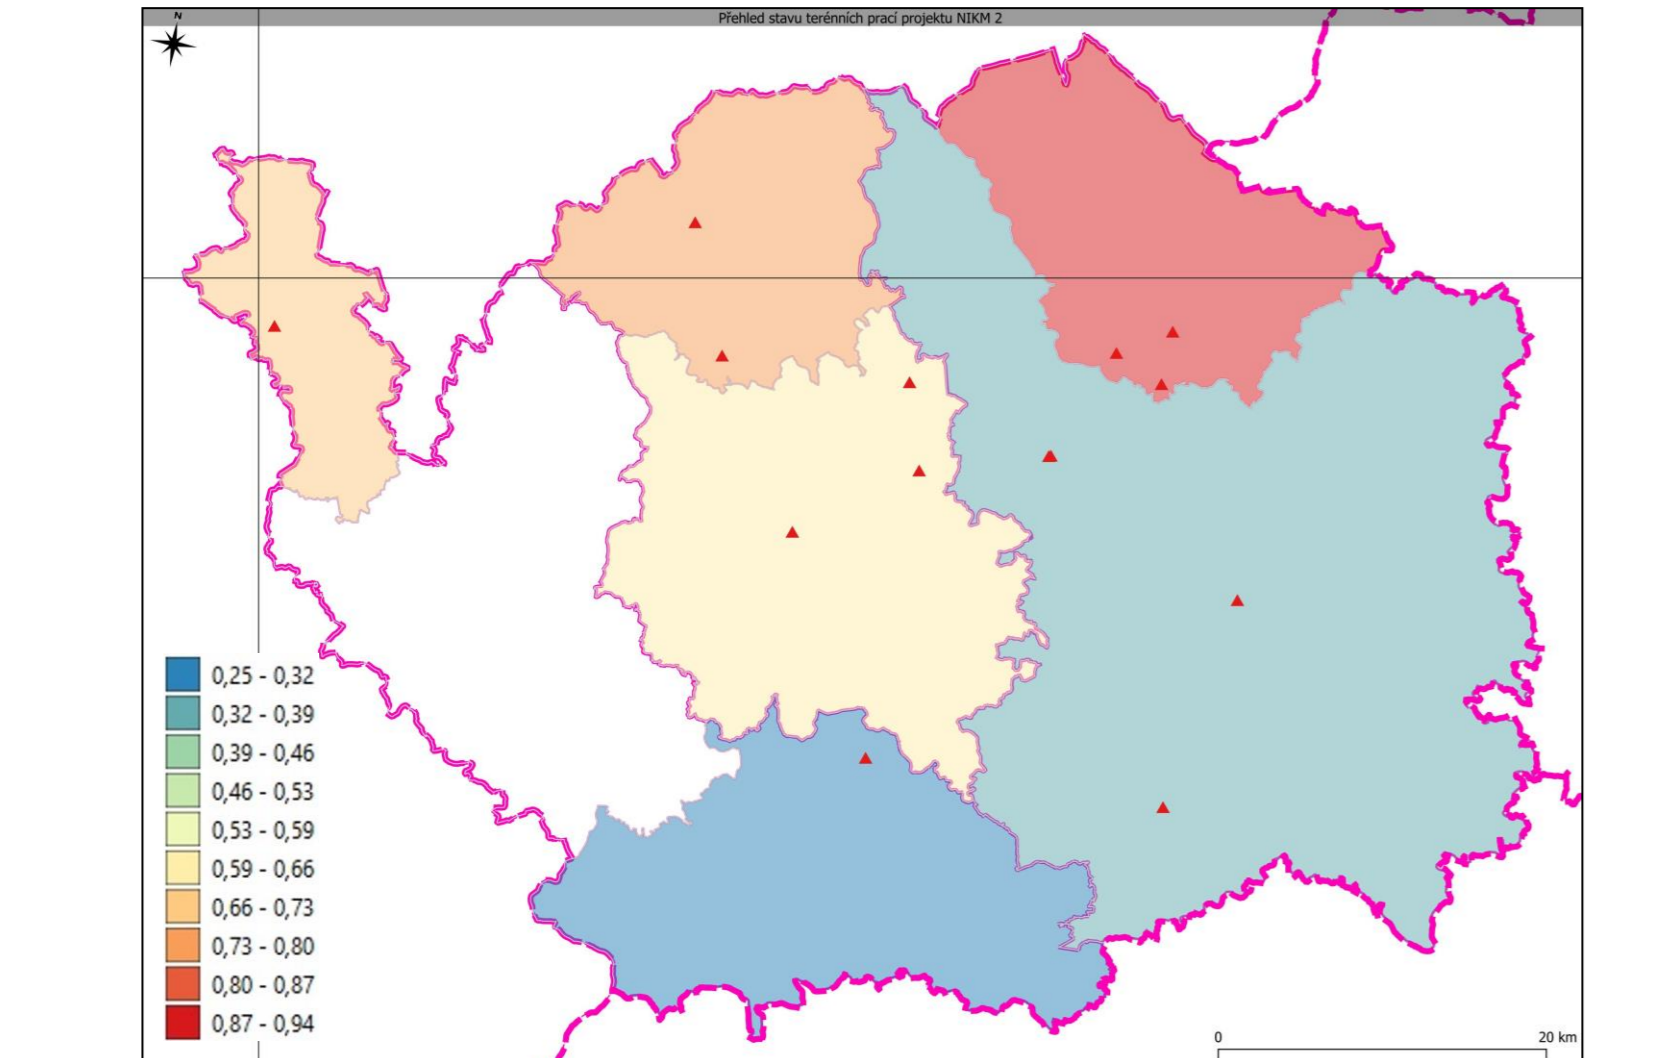 Přehled stavu terénních prací projektu NIKM 2
N
0,25 - 0,32
0,32 - 0,39
0,39 - 0,46
0,46 - 0,53
0,53 - 0,59
0,59 - 0,66
0,66 - 0,73
0,73 - 0,80
0,80 - 0,87
0,87 - 0,94
0 20 km